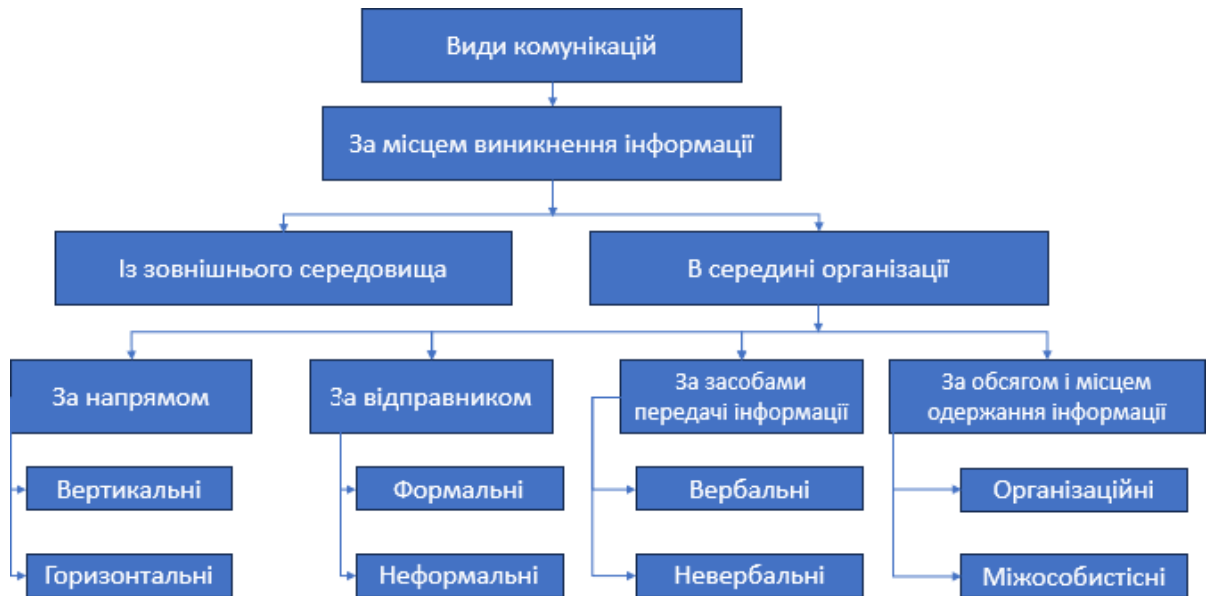 Види комунікацій
За місцем виникнення інформації
Із зовнішнього середовища
В середині організації
За напрямом
За відправником
За засобами
передачі інформації
За обсягом і місцем
одержання інформації
Вертикальні
Формальні
Вербальні
Організаційні
Горизонтальні
Неформальні
Невербальні
Міжособистісні